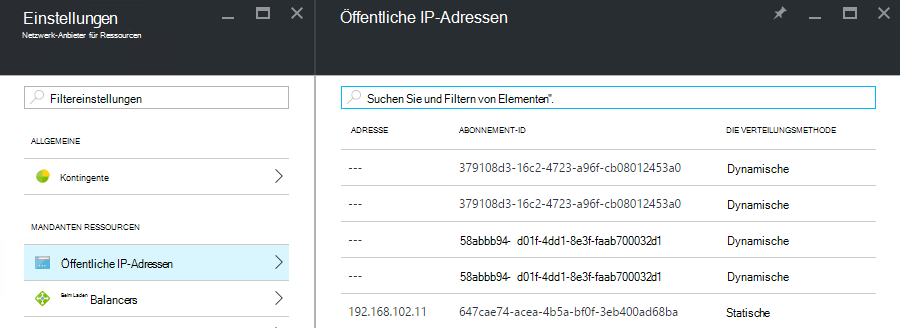 Einstellungen
Netzwerk-Anbieter für Ressourcen
Filtereinstellungen
ALLGEMEINE
Kontingente
MANDANTEN RESSOURCEN
Öffentliche IP-Adressen
Beim Laden Balancers
Öffentliche IP-Adressen
Suchen Sie und Filtern von Elementen".
ADRESSE ABONNEMENT-ID DIE VERTEILUNGSMETHODE
--- 379108d3-16c2-4723-a96f-cb08012453a0 Dynamische
--- 379108d3-16c2-4723-a96f-cb08012453a0 Dynamische
--- 58abbb94- d01f-4dd1-8e3f-faab700032d1 Dynamische
--- 58abbb94- d01f-4dd1-8e3f-faab700032d1 Dynamische
192.168.102.11 647cae74-acea-4b5a-bf0f-3eb400ad68ba Statische